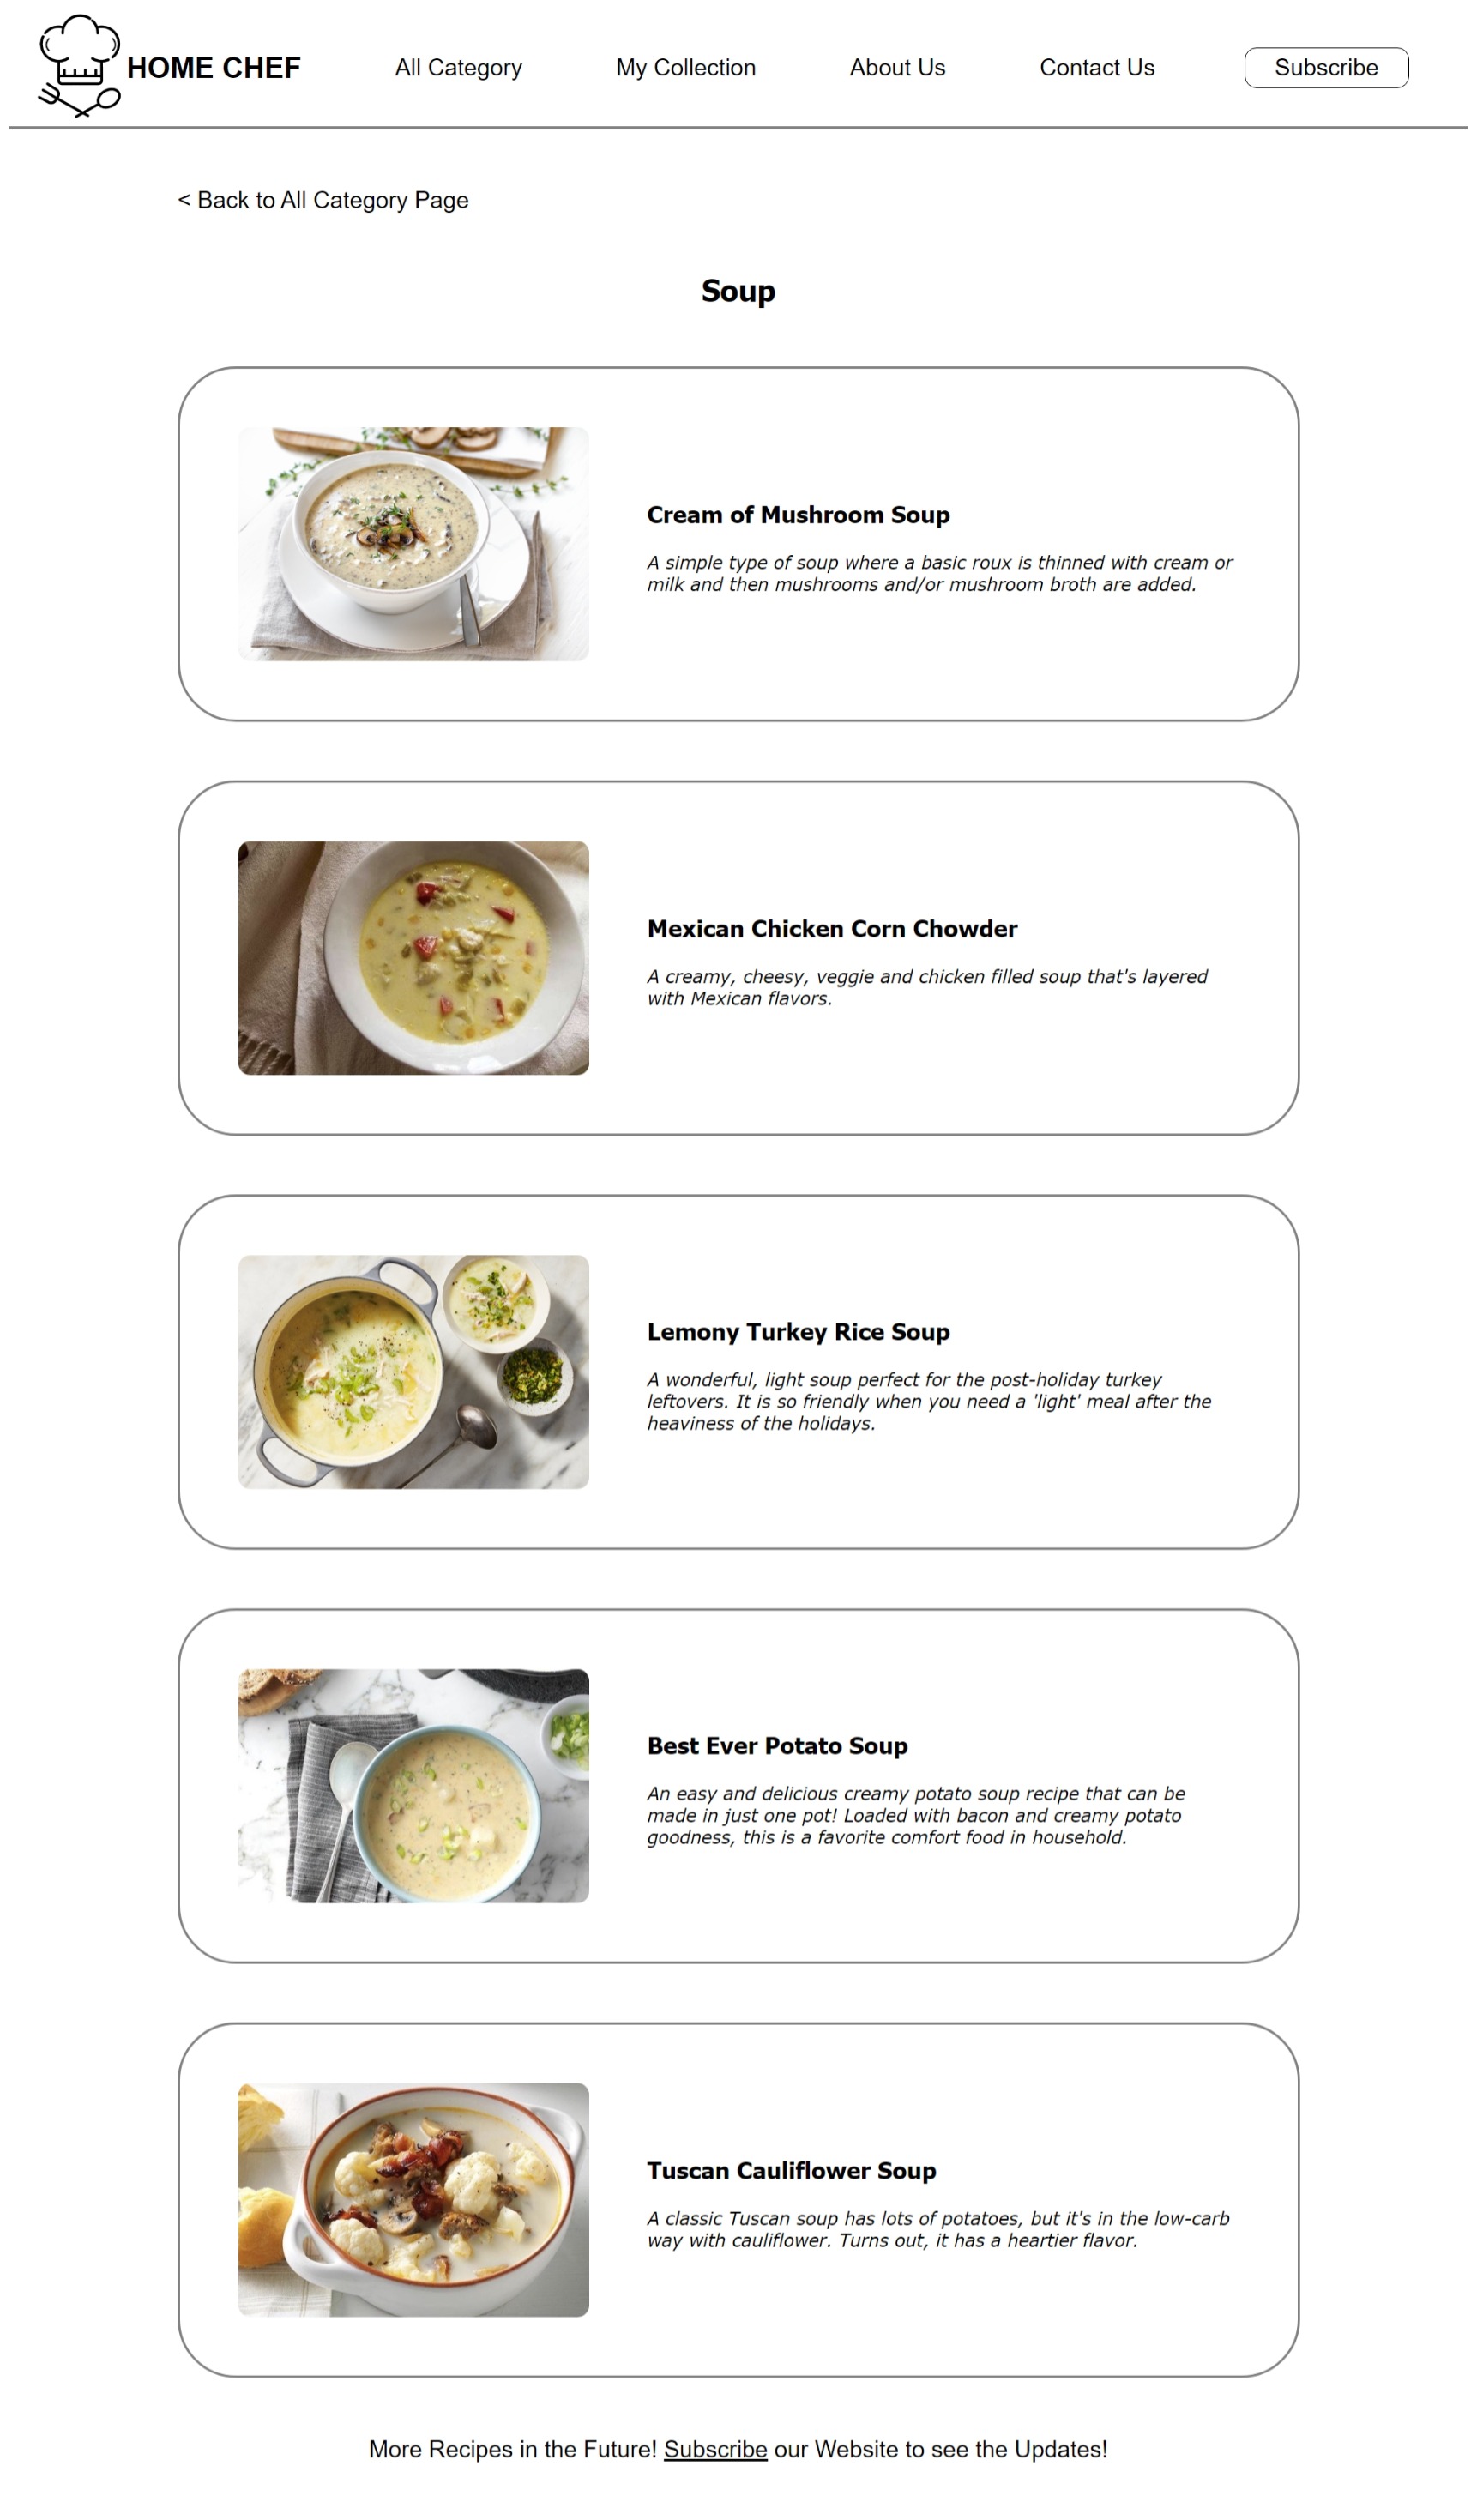 HOME CHEF
All Category
My Collection
About Us
Contact Us
Subscribe
< Back to All Category Page
Soup
Cream of Mushroom Soup
A simple type of soup where a basic roux is thinned with cream or
milk and then mushrooms and/or mushroom broth are added.
Mexican Chicken Corn Chowder
A creamy, cheesy, veggie and chicken filled soup that's layered
with Mexican flavors.
Lemony Turkey Rice Soup
A wonderful, light soup perfect for the post-holiday turkey
leftovers. It is so friendly when you need a 'light' meal after the
heaviness of the holidays.
Best Ever Potato Soup
An easy and delicious creamy potato soup recipe that can be
made in just one pot! Loaded with bacon and creamy potato
goodness, this is a favorite comfort food in household.
Tuscan Cauliflower Soup
A classic Tuscan soup has lots of potatoes, but it's in the low-carb
way with cauliflower. Turns out, it has a heartier flavor.
More Recipes in the Future! Subscribe our Website to see the Updates!